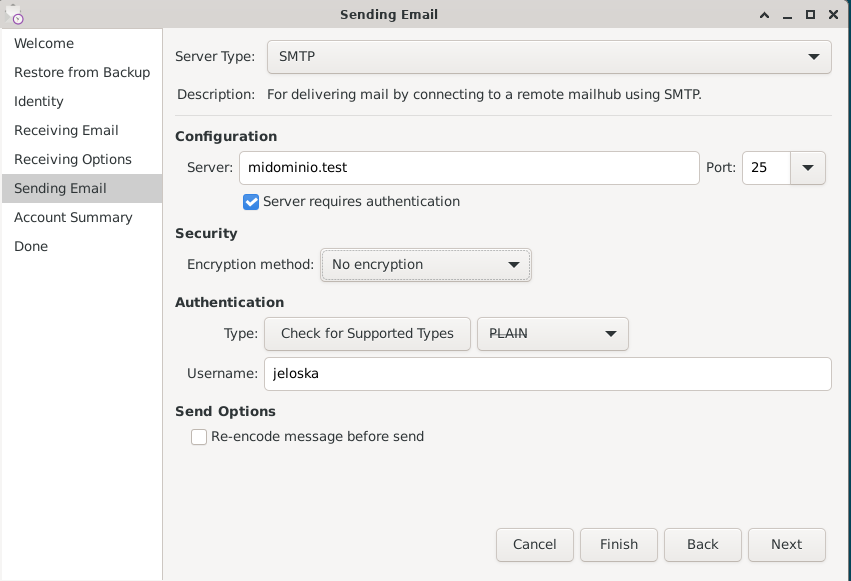 Sending Email
Welcome
Restore from Backup
Identity
Receiving Email
Receiving Options
Sending Email
Account Summary
Done
Server Type: SMTP
Description: For delivering mail by connecting to a remote mailhub using SMTP.
Configuration
Server: midominio.test Port: 25
Server requires authentication
Security
Encryption method: No encryption
Authentication
Type: Check for Supported Types PLAIN
Username: jeloska
Send Options
Re-encode message before send
Cancel Finish Back Next